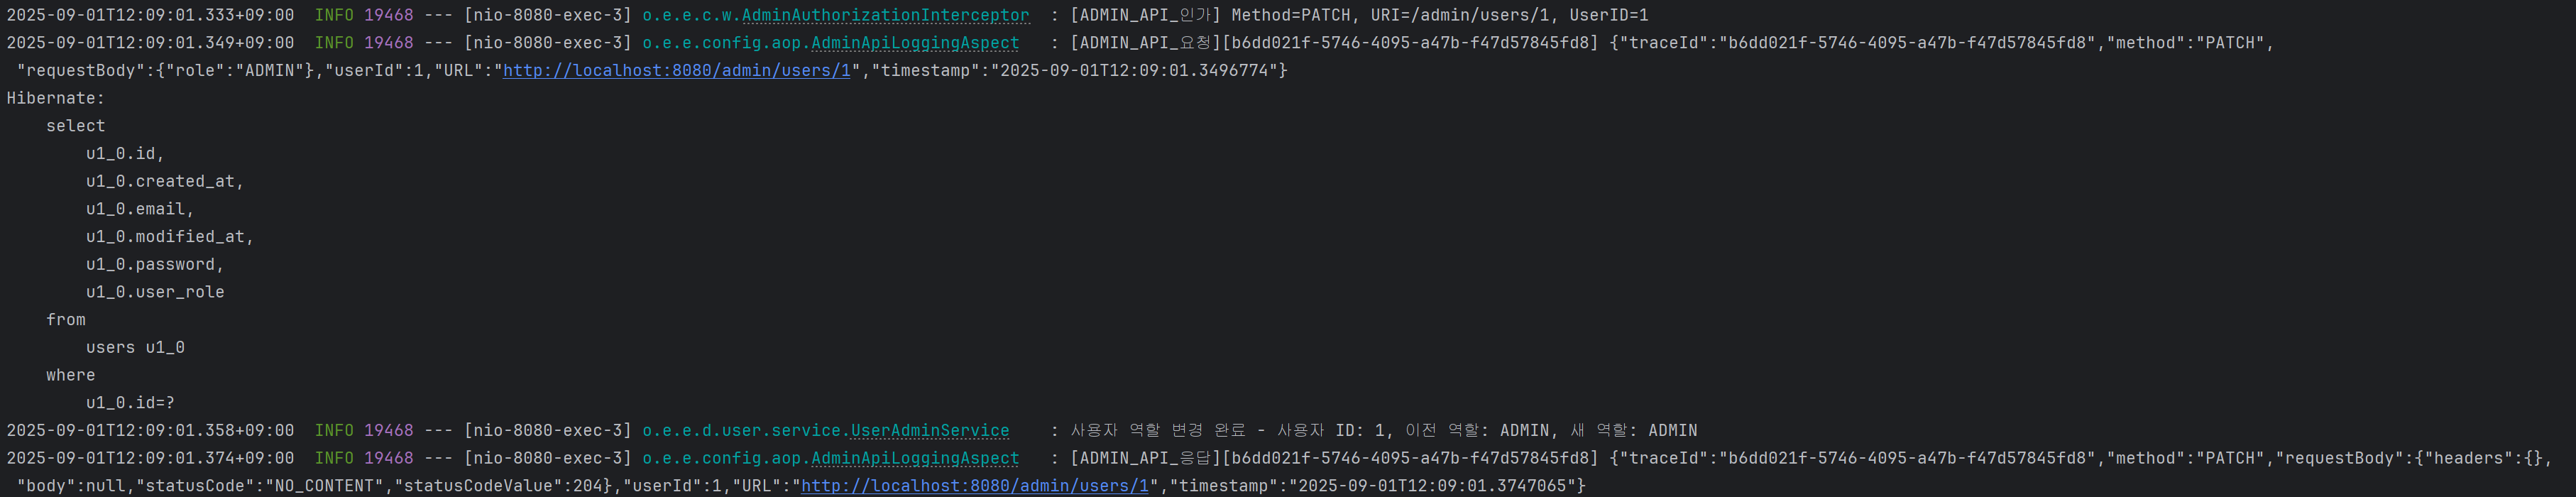 2025-09-01T12:09:01.333+09:00  INFO 19468 --- [nio-8080-exec-3] o.e.e.c.w.AdminAuthorizationInterceptor  : [ADMIN_API_인가] Method=PATCH, URI=/admin/users/1, UserID=1
2025-09-01T12:09:01.349+09:00  INFO 19468 --- [nio-8080-exec-3] o.e.e.config.aop.AdminApiLoggingAspect   : [ADMIN_API_요청][b6dd021f-5746-4095-a47b-f47d57845fd8] {"traceId":"b6dd021f-5746-4095-a47b-f47d57845fd8","method":"PATCH",
 "requestBody":{"role":"ADMIN"},"userId":1,"URL":"http://localhost:8080/admin/users/1","timestamp":"2025-09-01T12:09:01.3496774"}
Hibernate:
    select
        u1_0.id,
        u1_0.created_at,
        u1_0.email,
        u1_0.modified_at,
        u1_0.password,
        u1_0.user_role
    from
        users u1_0
    where
        u1_0.id=?
2025-09-01T12:09:01.358+09:00  INFO 19468 --- [nio-8080-exec-3] o.e.e.d.user.service.UserAdminService    : 사용자 역할 변경 완료 - 사용자 ID: 1, 이전 역할: ADMIN, 새 역할: ADMIN
2025-09-01T12:09:01.374+09:00  INFO 19468 --- [nio-8080-exec-3] o.e.e.config.aop.AdminApiLoggingAspect   : [ADMIN_API_응답][b6dd021f-5746-4095-a47b-f47d57845fd8] {"traceId":"b6dd021f-5746-4095-a47b-f47d57845fd8","method":"PATCH","requestBody":{"headers":{},
 "body":null,"statusCode":"NO_CONTENT","statusCodeValue":204},"userId":1,"URL":"http://localhost:8080/admin/users/1","timestamp":"2025-09-01T12:09:01.3747065"}